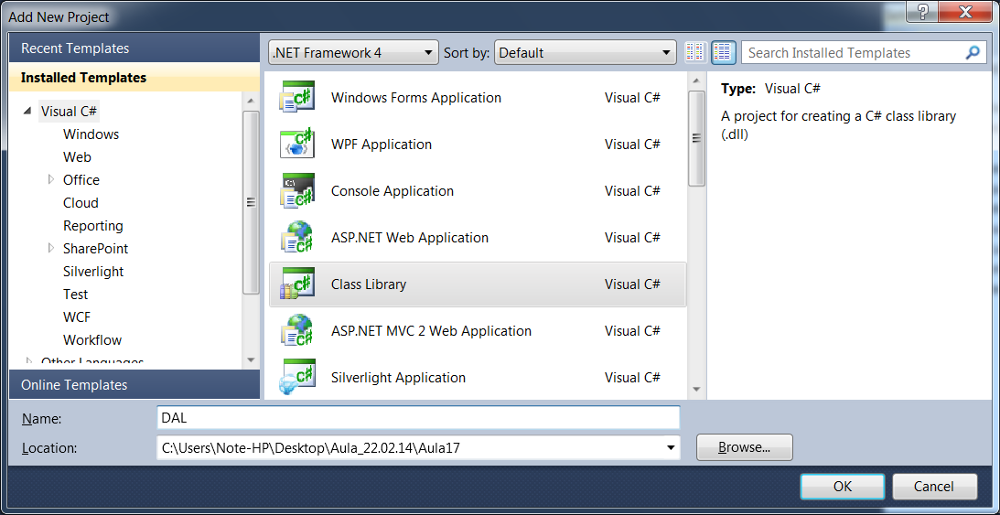 Add New Project
Recent Templates
Installed Templates
Visual C#
Windows
Web
Office
Cloud
Reporting
SharePoint
Silverlight
Test
WCF
Workflow
Other Languages
Online Templates
.NET Framework 4 Sort by: Default Search Installed Templates
Windows Forms Application Visual C#
WPF Application Visual C#
Console Application Visual C#
ASP.NET Web Application Visual C#
Class Library Visual C#
ASP.NET MVC 2 Web Application Visual C#
Silverlight Application Visual C#
Type: Visual C#
A project for creating a C# class library
(.dll)
Name: DAL
Location: C:\Users\Note-HP\Desktop\Aula_22.02.14\Aula17 Browse...
OK Cancel